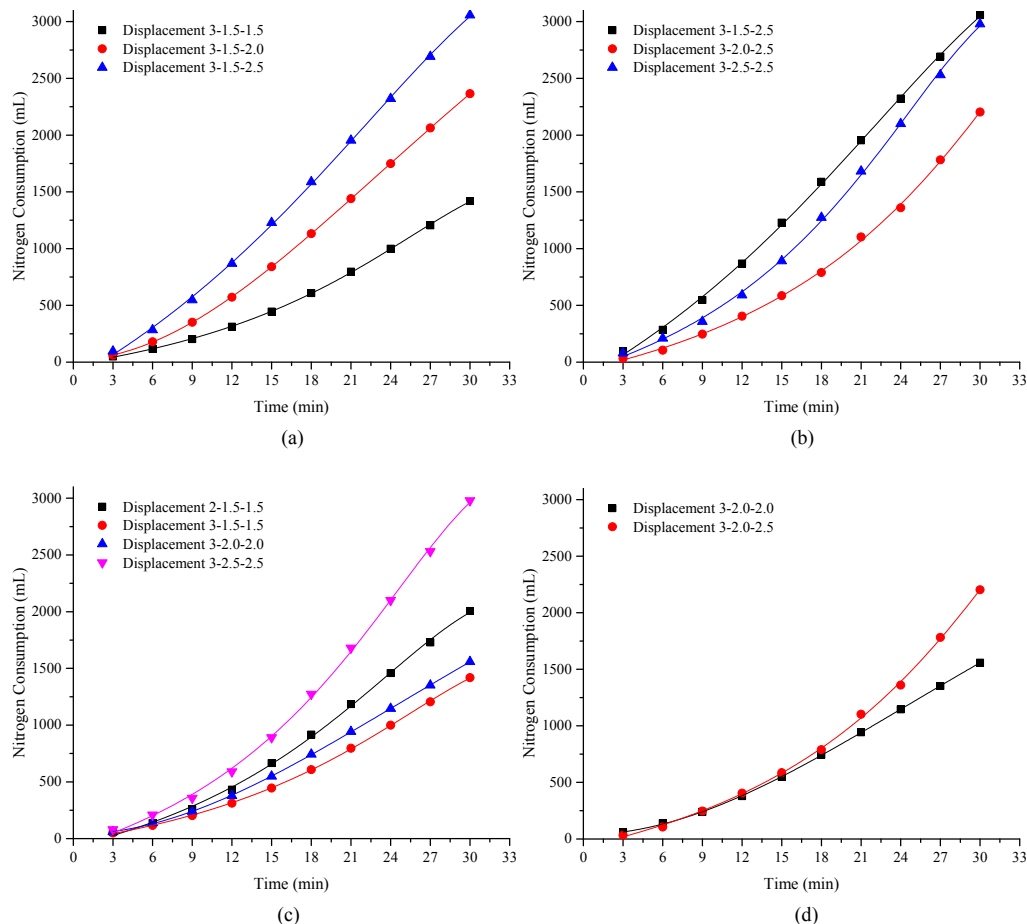 Displacement 3-1.5-1.5
Displacement 3-1.5-2.0
Displacement 3-1.5-2.5
3000
2500
2000
1500
1000
500
0
Nitrogen Consumption (mL)
0 3 6 9 12 15 18 21 24 27 30 33
Time (min)
(a)
Displacement 3-1.5-2.5
Displacement 3-2.0-2.5
Displacement 3-2.5-2.5
3000
2500
2000
1500
1000
500
0
Nitrogen Consumption (mL)
0 3 6 9 12 15 18 21 24 27 30 33
Time (min)
(b)
Displacement 2-1.5-1.5
Displacement 3-1.5-1.5
Displacement 3-2.0-2.0
Displacement 3-2.5-2.5
3000
2500
2000
1500
1000
500
0
Nitrogen Consumption (mL)
0 3 6 9 12 15 18 21 24 27 30 33
Time (min)
(c)
Displacement 3-2.0-2.0
Displacement 3-2.0-2.5
3000
2500
2000
1500
1000
500
0
Nitrogen Consumption (mL)
0 3 6 9 12 15 18 21 24 27 30 33
Time (min)
(d)